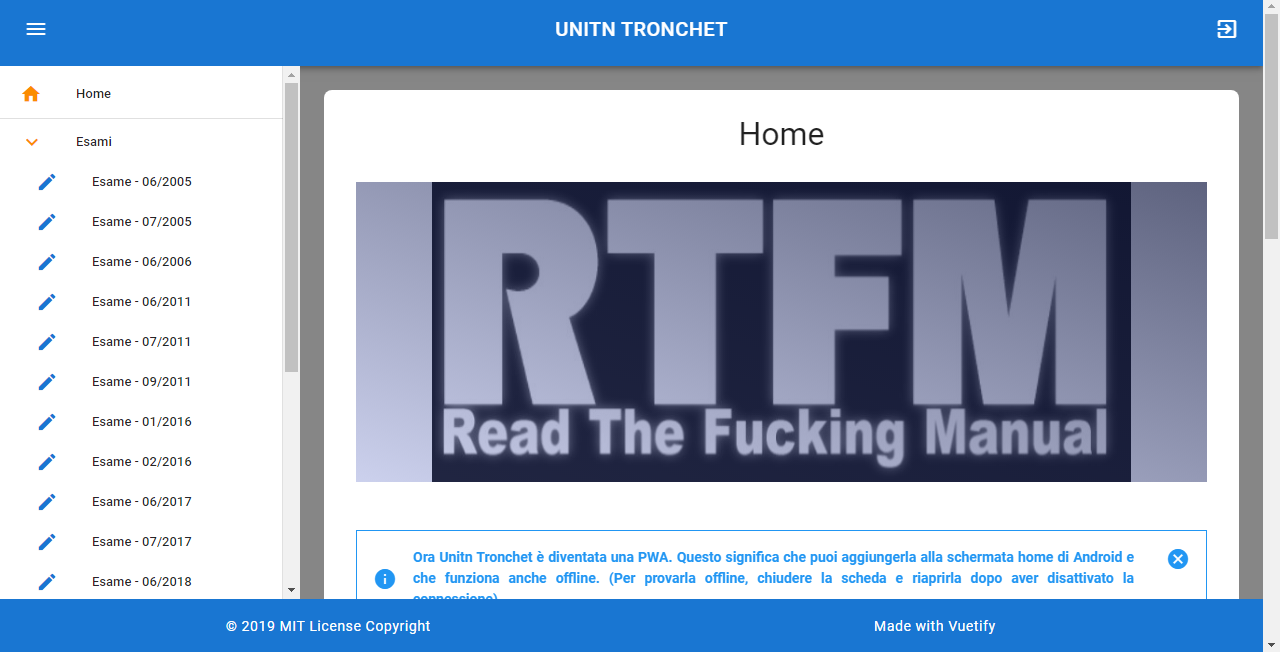 UNITN TRONCHET
Home
Esami
Esame - 06/2005
Esame - 07/2005
Esame - 06/2006
Esame - 06/2011
Esame - 07/2011
Esame - 09/2011
Esame - 01/2016
Esame - 02/2016
Esame - 06/2017
Esame - 07/2017
Esame - 06/2018
Home
RTFM
Read The Fucking Manual
Ora Unitn Tronchet è diventata una PWA. Questo significa che puoi aggiungerla alla schermata home di Android e
che funziona anche offline. (Per provarla offline, chiudere la scheda e riaprirla dopo aver disattivato la
connessione)
© 2019 MIT License Copyright
Made with Vuetify